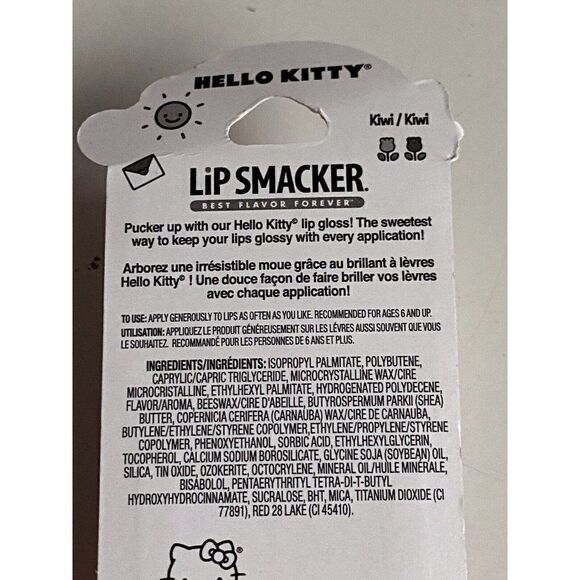 HELLO KITTY®
Kiwi / Kiwi
LiP SMACKER®
BEST FLAVOR FOREVER™
Pucker up with our Hello Kitty® lip gloss! The sweetest
way to keep your lips glossy with every application!
Arborez une irrésistible moue grâce au brillant à lèvres
Hello Kitty® ! Une douce façon de faire briller vos lèvres
avec chaque application!
TO USE: APPLY GENEROUSLY TO LIPS AS OFTEN AS YOU LIKE. RECOMMENDED FOR AGES 6 AND UP.
UTILISATION: APPLIQUEZ LE PRODUIT GÉNÉREUSEMENT SUR LES LÈVRES AUSSI SOUVENT QUE VOUS
LE SOUHAITEZ. RECOMMANDÉ POUR LES PERSONNES DE 6 ANS ET PLUS.
INGREDIENTS/INGRÉDIENTS: ISOPROPYL PALMITATE, POLYBUTENE,
CAPRYLIC/CAPRIC TRIGLYCERIDE, MICROCRYSTALLINE WAX/CIRE
MICROCRISTALLINE, ETHYLHEXYL PALMITATE, HYDROGENATED POLYDECENE,
FLAVOR/AROMA, BEESWAX/CIRE D'ABEILLE, BUTYROSPERMUM PARKII (SHEA)
BUTTER, COPERNICIA CERIFERA (CARNAUBA) WAX/CIRE DE CARNAUBA,
BUTYLENE/ETHYLENE/STYRENE COPOLYMER,ETHYLENE/PROPYLENE/STYRENE
COPOLYMER, PHENOXYETHANOL, SORBIC ACID, ETHYLHEXYLGLYCERIN,
TOCOPHEROL, CALCIUM SODIUM BOROSILICATE, GLYCINE SOJA (SOYBEAN) OIL,
SILICA, TIN OXIDE, OZOKERITE, OCTOCRYLENE, MINERAL OIL/HUILE MINÉRALE,
BISABOLOL, PENTAERYTHRITYL TETRA-DI-T-BUTYL
HYDROXYHYDROCINNAMATE, SUCRALOSE, BHT, MICA, TITANIUM DIOXIDE (CI
77891), RED 28 LAKE (CI 45410).